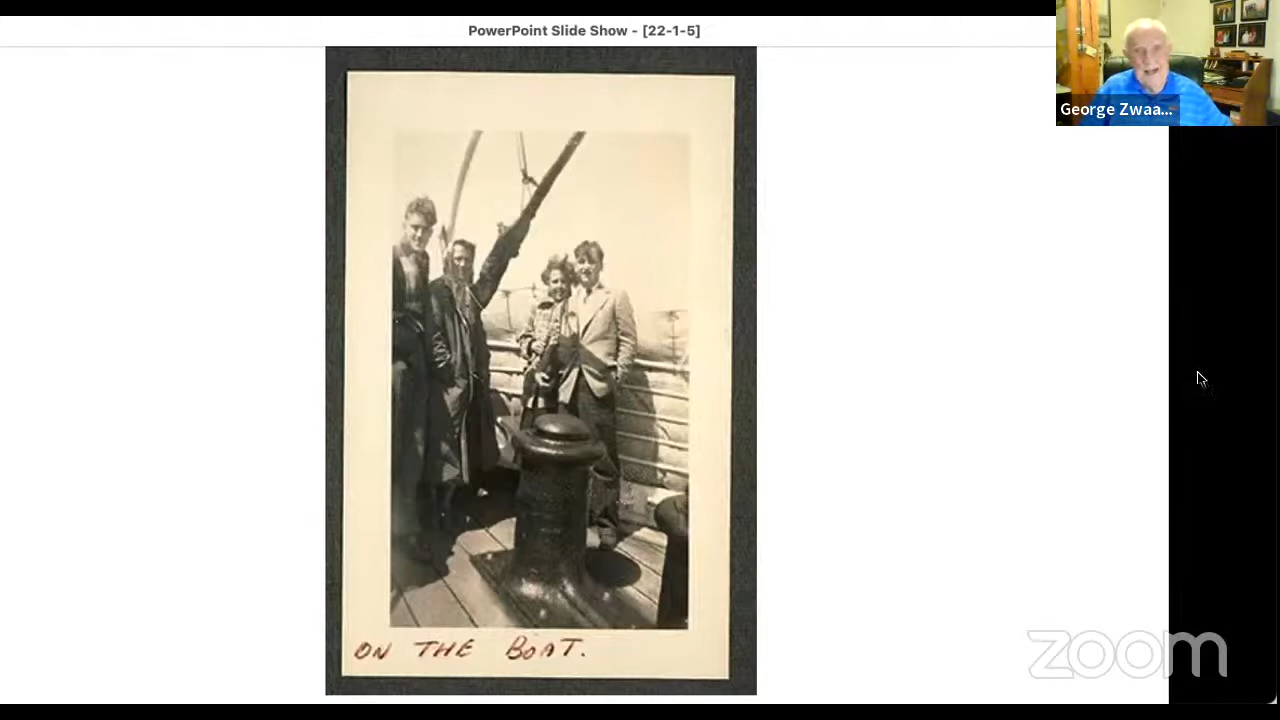 PowerPoint Slide Show - [22-1-5]
George Zwaa...
ON THE BOAT.
zoom